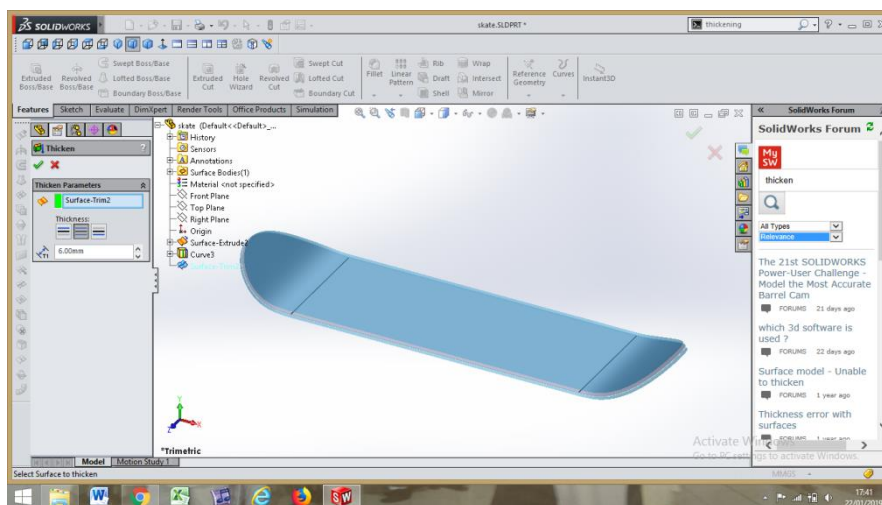 SOLIDWORKS
skate.SLDPRT *
thickening
Extruded Boss/Base
Revolved Boss/Base
Swept Boss/Base
Lofted Boss/Base
Boundary Boss/Base
Extruded Cut
Hole Wizard
Revolved Cut
Swept Cut
Lofted Cut
Boundary Cut
Fillet
Linear Pattern
Rib
Draft
Shell
Wrap
Intersect
Mirror
Reference Geometry
Curves
Instant3D
Features
Sketch
Evaluate
DimXpert
Render Tools
Office Products
Simulation
Thicken
?
Thicken Parameters
Surface-Trim2
Thickness:
T1
6.00mm
skate (Default<<Default>_...
History
Sensors
Annotations
Surface Bodies(1)
Material <not specified>
Front Plane
Top Plane
Right Plane
Origin
Surface-Extrude2
Curve3
*Trimetric
Model
Motion Study 1
Select Surface to thicken
MMGS
SolidWorks Forum
SolidWorks Forum
My SW
thicken
All Types
Relevance
The 21st SOLIDWORKS
Power-User Challenge -
Model the Most Accurate
Barrel Cam
FORUMS 21 days ago
which 3d software is
used ?
FORUMS 22 days ago
Surface model - Unable
to thicken
FORUMS 1 year ago
Thickness error with
surfaces
FORUMS 1 year ago
Activate Windows
Go to PC settings to activate Windows.
17:41
22/01/2019